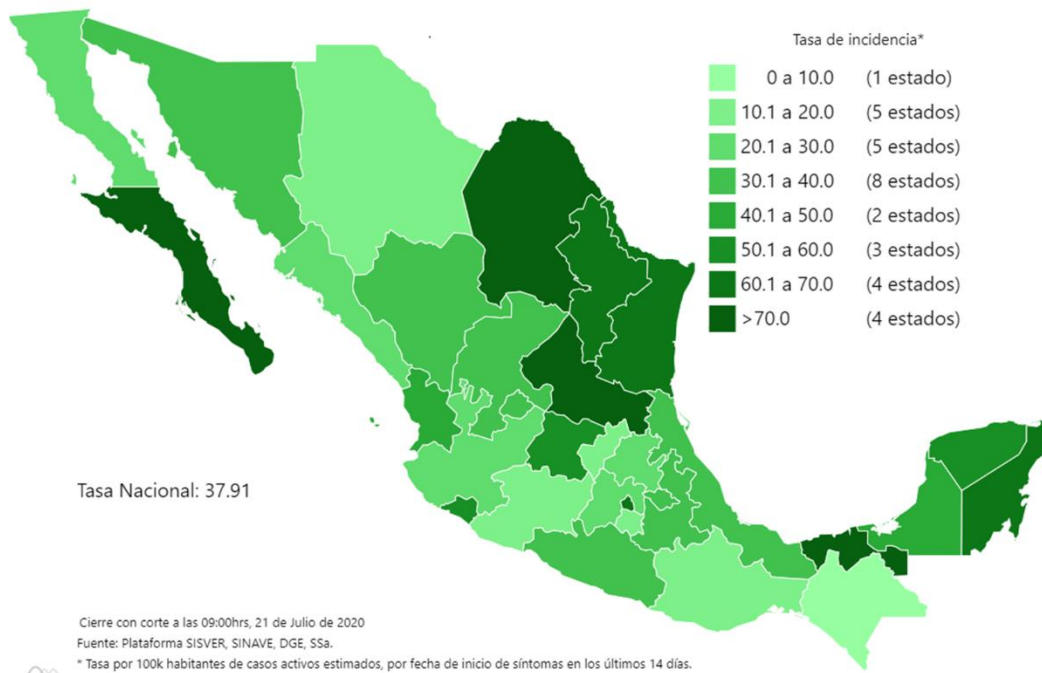 Tasa de incidencia*
0 a 10.0 (1 estado)
10.1 a 20.0 (5 estados)
20.1 a 30.0 (5 estados)
30.1 a 40.0 (8 estados)
40.1 a 50.0 (2 estados)
50.1 a 60.0 (3 estados)
60.1 a 70.0 (4 estados)
>70.0 (4 estados)
Tasa Nacional: 37.91
Cierre con corte a las 09:00hrs, 21 de Julio de 2020
Fuente: Plataforma SISVER, SINAVE, DGE, SSa.
* Tasa por 100k habitantes de casos activos estimados, por fecha de inicio de síntomas en los últimos 14 días.